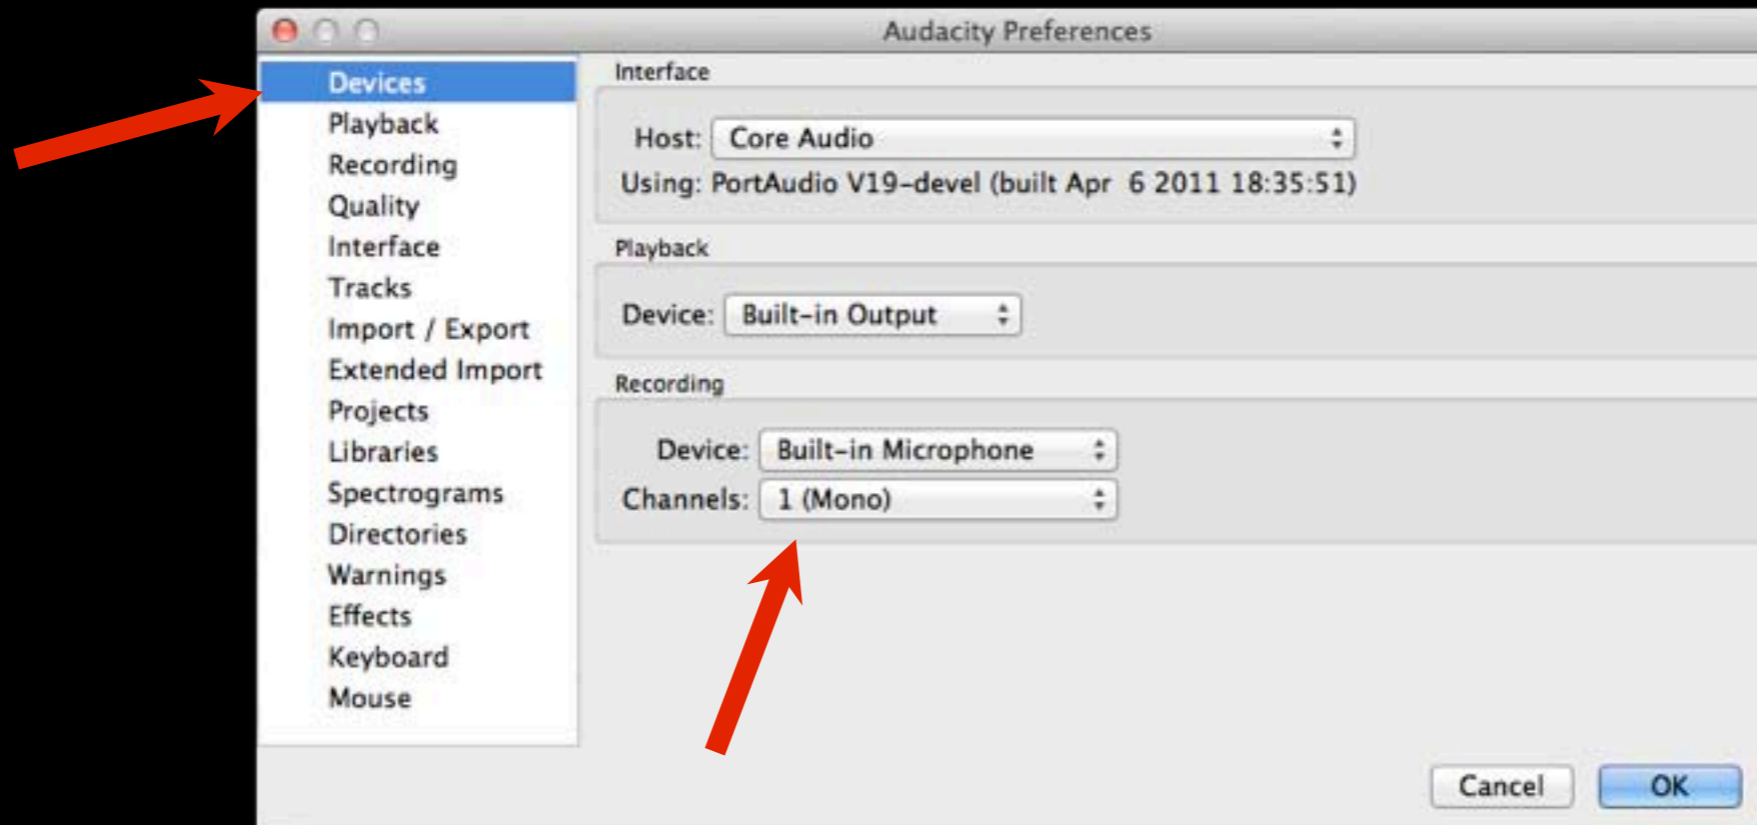 Audacity Preferences
Devices
Playback
Recording
Quality
Interface
Tracks
Import / Export
Extended Import
Projects
Libraries
Spectrograms
Directories
Warnings
Effects
Keyboard
Mouse
Interface
Host: Core Audio
Using: PortAudio V19-devel (built Apr  6 2011 18:35:51)
Playback
Device: Built-in Output
Recording
Device: Built-in Microphone
Channels: 1 (Mono)
Cancel OK